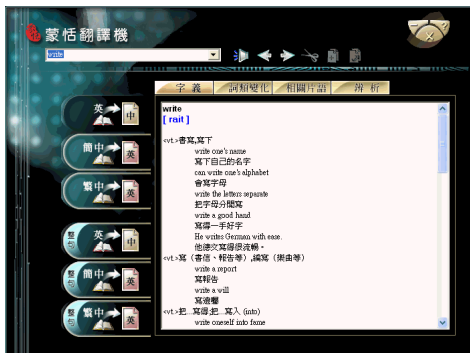 蒙恬翻譯機
write
字義 詞類變化 相關片語 辨析
英 中
簡中 英
繁中 英
整句 英 中
整句 簡中 英
整句 繁中 英
write
[ rait ]
<vt.>書寫,寫下
write one's name
寫下自己的名字
can write one's alphabet
會寫字母
write the letters separate
把字母分開寫
write a good hand
寫得一手好字
He writes German with ease.
他德文寫得很流暢。
<vt.>寫（書信、報告等）,編寫（樂曲等）
write a report
寫報告
write a will
寫遺囑
<vt.>把...寫得;把...寫入 (into)
write oneself into fame